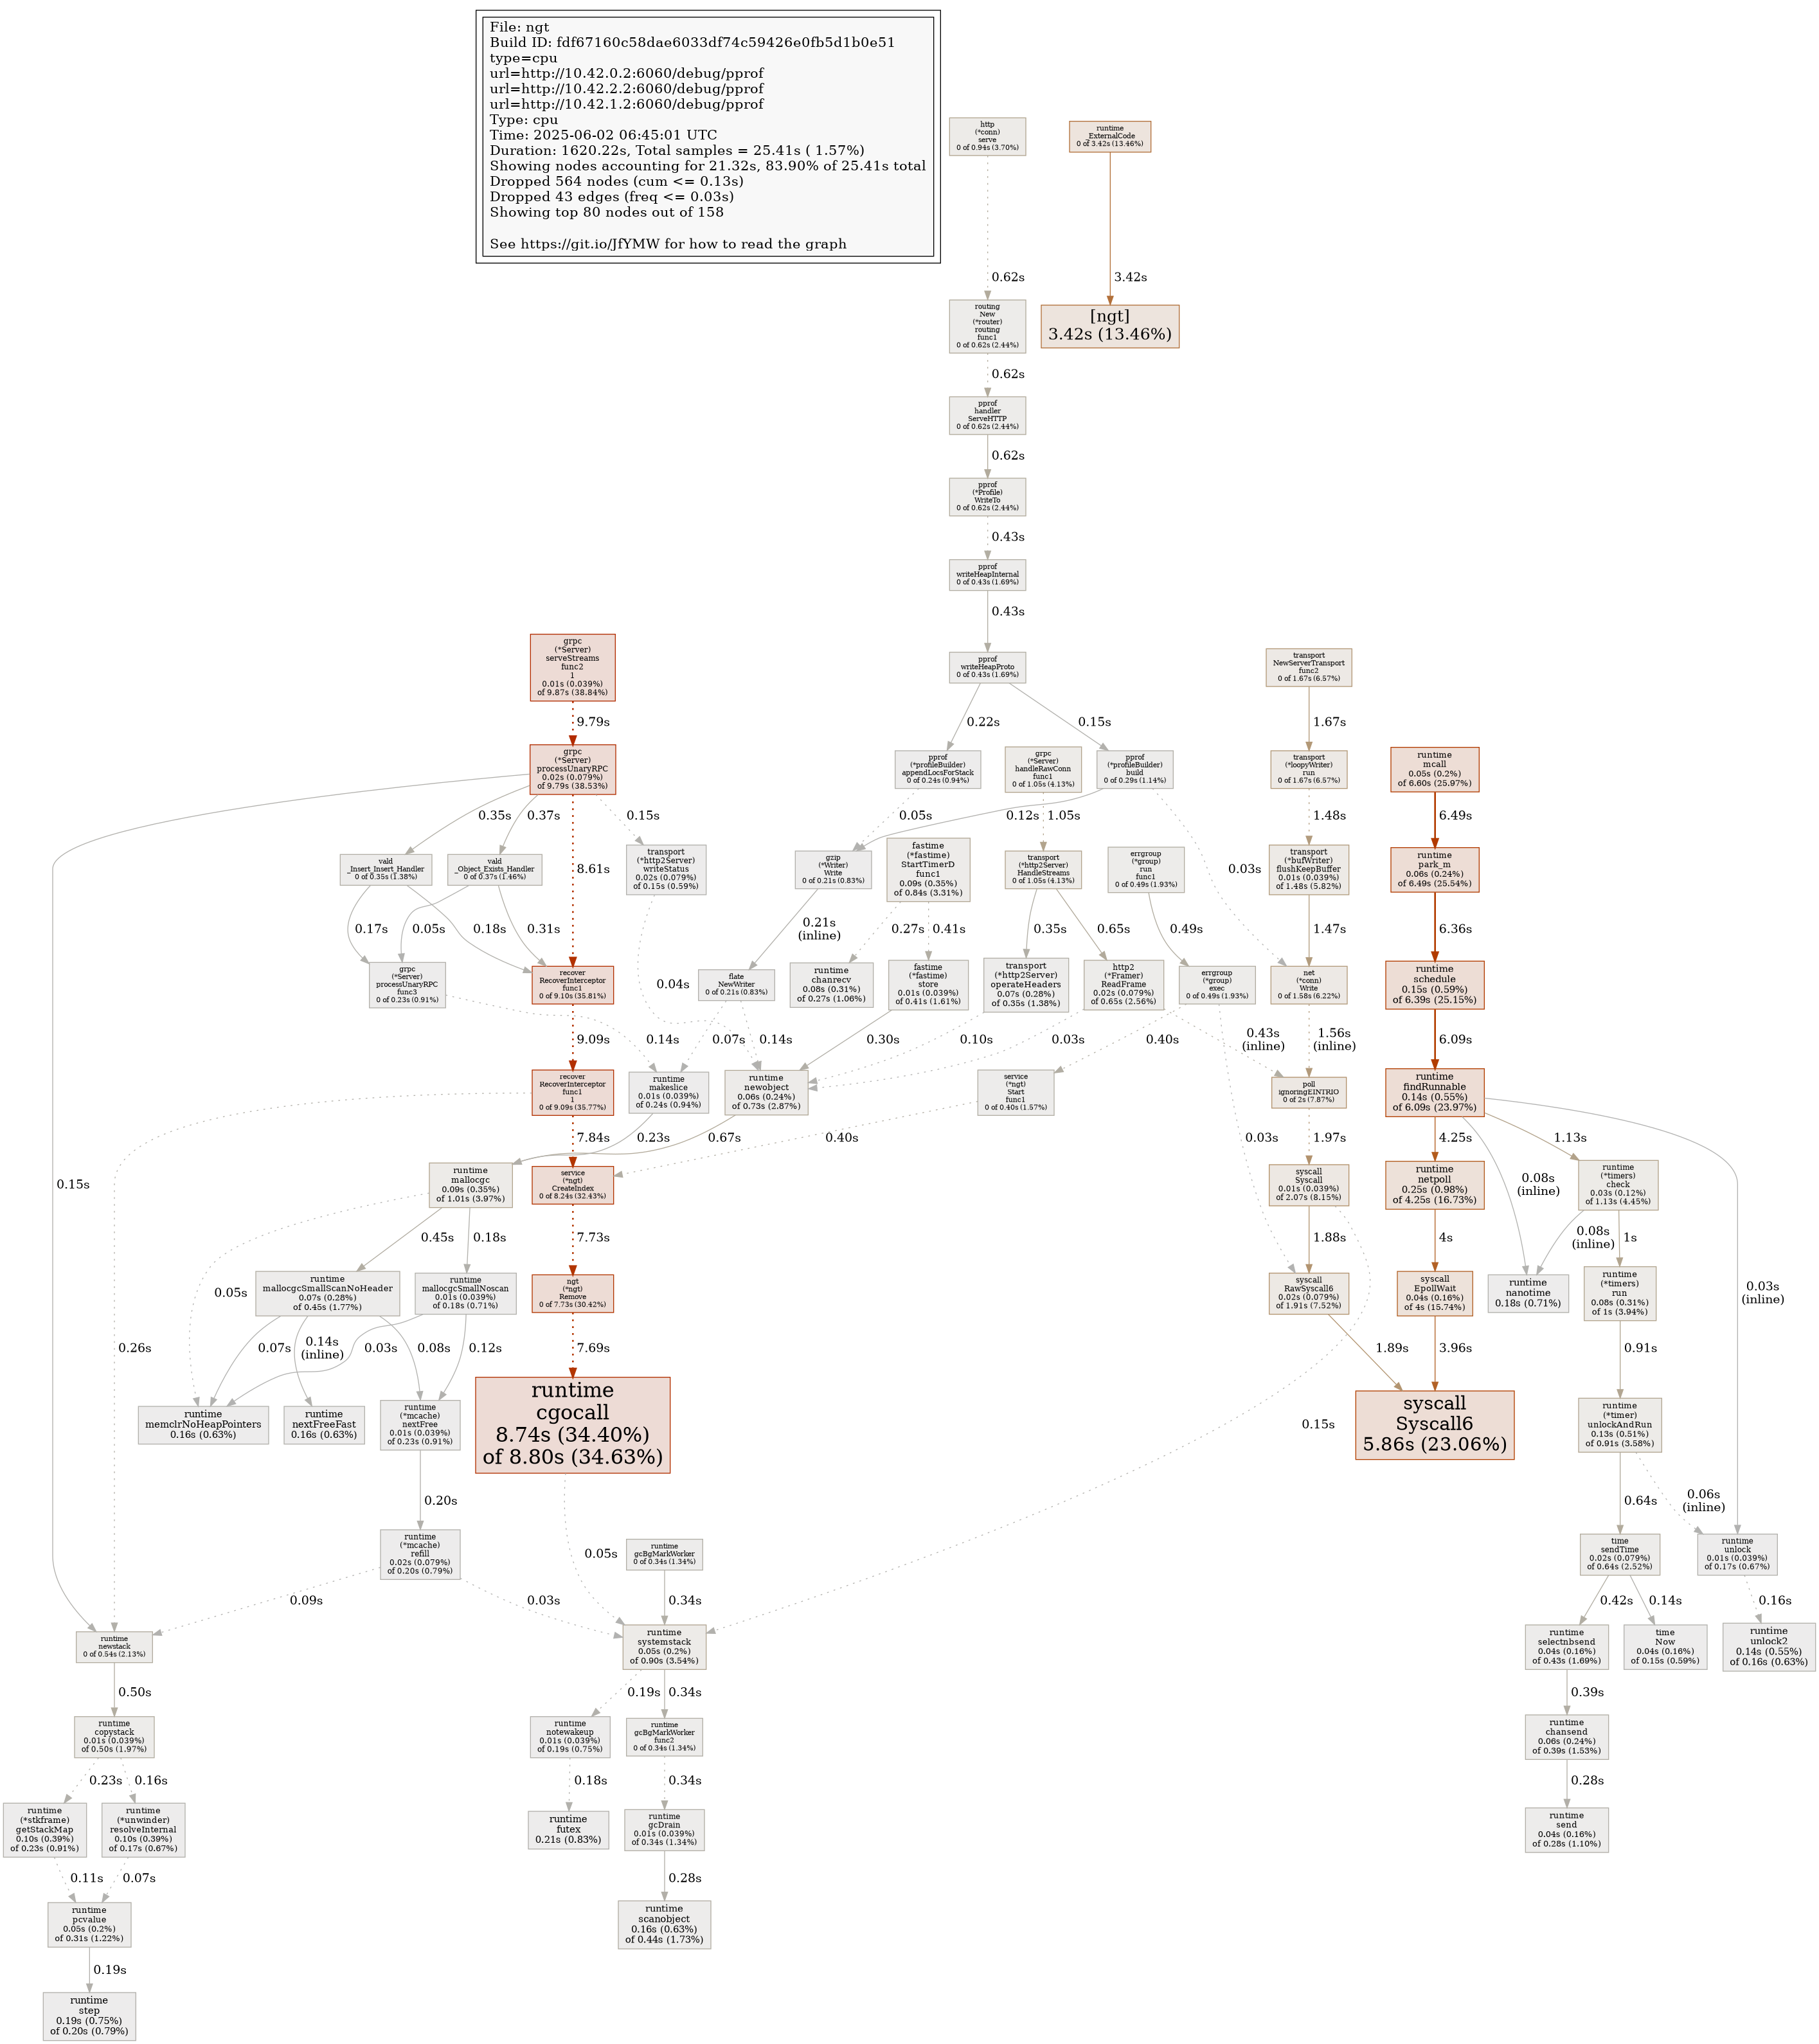 File: ngt
Build ID: fdf67160c58dae6033df74c59426e0fb5d1b0e51
type=cpu
url=http://10.42.0.2:6060/debug/pprof
url=http://10.42.2.2:6060/debug/pprof
url=http://10.42.1.2:6060/debug/pprof
Type: cpu
Time: 2025-06-02 06:45:01 UTC
Duration: 1620.22s, Total samples = 25.41s ( 1.57%)
Showing nodes accounting for 21.32s, 83.90% of 25.41s total
Dropped 564 nodes (cum <= 0.13s)
Dropped 43 edges (freq <= 0.03s)
Showing top 80 nodes out of 158
See https://git.io/JfYMW for how to read the graph
http
(*conn)
serve
0 of 0.94s (3.70%)
runtime
_ExternalCode
0 of 3.42s (13.46%)
0.62s
3.42s
routing
New
(*router)
routing
func1
0 of 0.62s (2.44%)
[ngt]
3.42s (13.46%)
0.62s
pprof
handler
ServeHTTP
0 of 0.62s (2.44%)
0.62s
pprof
(*Profile)
WriteTo
0 of 0.62s (2.44%)
0.43s
pprof
writeHeapInternal
0 of 0.43s (1.69%)
0.43s
grpc
(*Server)
serveStreams
func2
1
0.01s (0.039%)
of 9.87s (38.84%)
pprof
writeHeapProto
0 of 0.43s (1.69%)
transport
NewServerTransport
func2
0 of 1.67s (6.57%)
9.79s
0.22s
0.15s
1.67s
grpc
(*Server)
processUnaryRPC
0.02s (0.079%)
of 9.79s (38.53%)
pprof
(*profileBuilder)
appendLocsForStack
0 of 0.24s (0.94%)
grpc
(*Server)
handleRawConn
func1
0 of 1.05s (4.13%)
pprof
(*profileBuilder)
build
0 of 0.29s (1.14%)
transport
(*loopyWriter)
run
0 of 1.67s (6.57%)
runtime
mcall
0.05s (0.2%)
of 6.60s (25.97%)
0.35s
0.37s
0.15s
0.05s
0.12s
1.05s
1.48s
6.49s
vald
_Insert_Insert_Handler
0 of 0.35s (1.38%)
vald
_Object_Exists_Handler
0 of 0.37s (1.46%)
8.61s
transport
(*http2Server)
writeStatus
0.02s (0.079%)
of 0.15s (0.59%)
gzip
(*Writer)
Write
0 of 0.21s (0.83%)
fastime
(*fastime)
StartTimerD
func1
0.09s (0.35%)
of 0.84s (3.31%)
transport
(*http2Server)
HandleStreams
0 of 1.05s (4.13%)
errgroup
(*group)
run
func1
0 of 0.49s (1.93%)
0.03s
transport
(*bufWriter)
flushKeepBuffer
0.01s (0.039%)
of 1.48s (5.82%)
runtime
park_m
0.06s (0.24%)
of 6.49s (25.54%)
0.17s
0.05s
0.18s
0.31s
0.21s
(inline)
0.27s
0.41s
0.35s
0.65s
0.49s
1.47s
6.36s
grpc
(*Server)
processUnaryRPC
func3
0 of 0.23s (0.91%)
recover
RecoverInterceptor
func1
0 of 9.10s (35.81%)
0.04s
flate
NewWriter
0 of 0.21s (0.83%)
runtime
chanrecv
0.08s (0.31%)
of 0.27s (1.06%)
fastime
(*fastime)
store
0.01s (0.039%)
of 0.41s (1.61%)
transport
(*http2Server)
operateHeaders
0.07s (0.28%)
of 0.35s (1.38%)
http2
(*Framer)
ReadFrame
0.02s (0.079%)
of 0.65s (2.56%)
errgroup
(*group)
exec
0 of 0.49s (1.93%)
net
(*conn)
Write
0 of 1.58s (6.22%)
runtime
schedule
0.15s (0.59%)
of 6.39s (25.15%)
9.09s
0.14s
0.07s
0.14s
0.30s
0.10s
0.03s
0.40s
0.43s
(inline)
1.56s
(inline)
6.09s
recover
RecoverInterceptor
func1
1
0 of 9.09s (35.77%)
runtime
makeslice
0.01s (0.039%)
of 0.24s (0.94%)
runtime
newobject
0.06s (0.24%)
of 0.73s (2.87%)
service
(*ngt)
Start
func1
0 of 0.40s (1.57%)
poll
ignoringEINTRIO
0 of 2s (7.87%)
runtime
findRunnable
0.14s (0.55%)
of 6.09s (23.97%)
7.84s
0.23s
0.67s
0.40s
0.03s
1.97s
4.25s
1.13s
0.15s
runtime
mallocgc
0.09s (0.35%)
of 1.01s (3.97%)
service
(*ngt)
CreateIndex
0 of 8.24s (32.43%)
syscall
Syscall
0.01s (0.039%)
of 2.07s (8.15%)
runtime
netpoll
0.25s (0.98%)
of 4.25s (16.73%)
0.08s
(inline)
runtime
(*timers)
check
0.03s (0.12%)
of 1.13s (4.45%)
0.45s
0.18s
7.73s
1.88s
4s
0.08s
(inline)
1s
0.05s
0.26s
runtime
mallocgcSmallScanNoHeader
0.07s (0.28%)
of 0.45s (1.77%)
runtime
mallocgcSmallNoscan
0.01s (0.039%)
of 0.18s (0.71%)
ngt
(*ngt)
Remove
0 of 7.73s (30.42%)
syscall
RawSyscall6
0.02s (0.079%)
of 1.91s (7.52%)
syscall
EpollWait
0.04s (0.16%)
of 4s (15.74%)
runtime
nanotime
0.18s (0.71%)
runtime
(*timers)
run
0.08s (0.31%)
of 1s (3.94%)
0.03s
(inline)
0.07s
0.14s
(inline)
0.03s
0.08s
0.12s
7.69s
1.89s
3.96s
0.91s
runtime
memclrNoHeapPointers
0.16s (0.63%)
runtime
nextFreeFast
0.16s (0.63%)
runtime
(*mcache)
nextFree
0.01s (0.039%)
of 0.23s (0.91%)
runtime
cgocall
8.74s (34.40%)
of 8.80s (34.63%)
0.15s
syscall
Syscall6
5.86s (23.06%)
runtime
(*timer)
unlockAndRun
0.13s (0.51%)
of 0.91s (3.58%)
0.20s
0.64s
0.06s
(inline)
runtime
(*mcache)
refill
0.02s (0.079%)
of 0.20s (0.79%)
0.05s
runtime
gcBgMarkWorker
0 of 0.34s (1.34%)
time
sendTime
0.02s (0.079%)
of 0.64s (2.52%)
runtime
unlock
0.01s (0.039%)
of 0.17s (0.67%)
0.09s
0.03s
0.34s
0.42s
0.14s
0.16s
runtime
newstack
0 of 0.54s (2.13%)
runtime
systemstack
0.05s (0.2%)
of 0.90s (3.54%)
runtime
selectnbsend
0.04s (0.16%)
of 0.43s (1.69%)
time
Now
0.04s (0.16%)
of 0.15s (0.59%)
runtime
unlock2
0.14s (0.55%)
of 0.16s (0.63%)
0.50s
0.19s
0.34s
0.39s
runtime
copystack
0.01s (0.039%)
of 0.50s (1.97%)
runtime
notewakeup
0.01s (0.039%)
of 0.19s (0.75%)
runtime
gcBgMarkWorker
func2
0 of 0.34s (1.34%)
runtime
chansend
0.06s (0.24%)
of 0.39s (1.53%)
0.23s
0.16s
0.18s
0.34s
0.28s
runtime
(*stkframe)
getStackMap
0.10s (0.39%)
of 0.23s (0.91%)
runtime
(*unwinder)
resolveInternal
0.10s (0.39%)
of 0.17s (0.67%)
runtime
futex
0.21s (0.83%)
runtime
gcDrain
0.01s (0.039%)
of 0.34s (1.34%)
runtime
send
0.04s (0.16%)
of 0.28s (1.10%)
0.11s
0.07s
0.28s
runtime
pcvalue
0.05s (0.2%)
of 0.31s (1.22%)
runtime
scanobject
0.16s (0.63%)
of 0.44s (1.73%)
0.19s
runtime
step
0.19s (0.75%)
of 0.20s (0.79%)